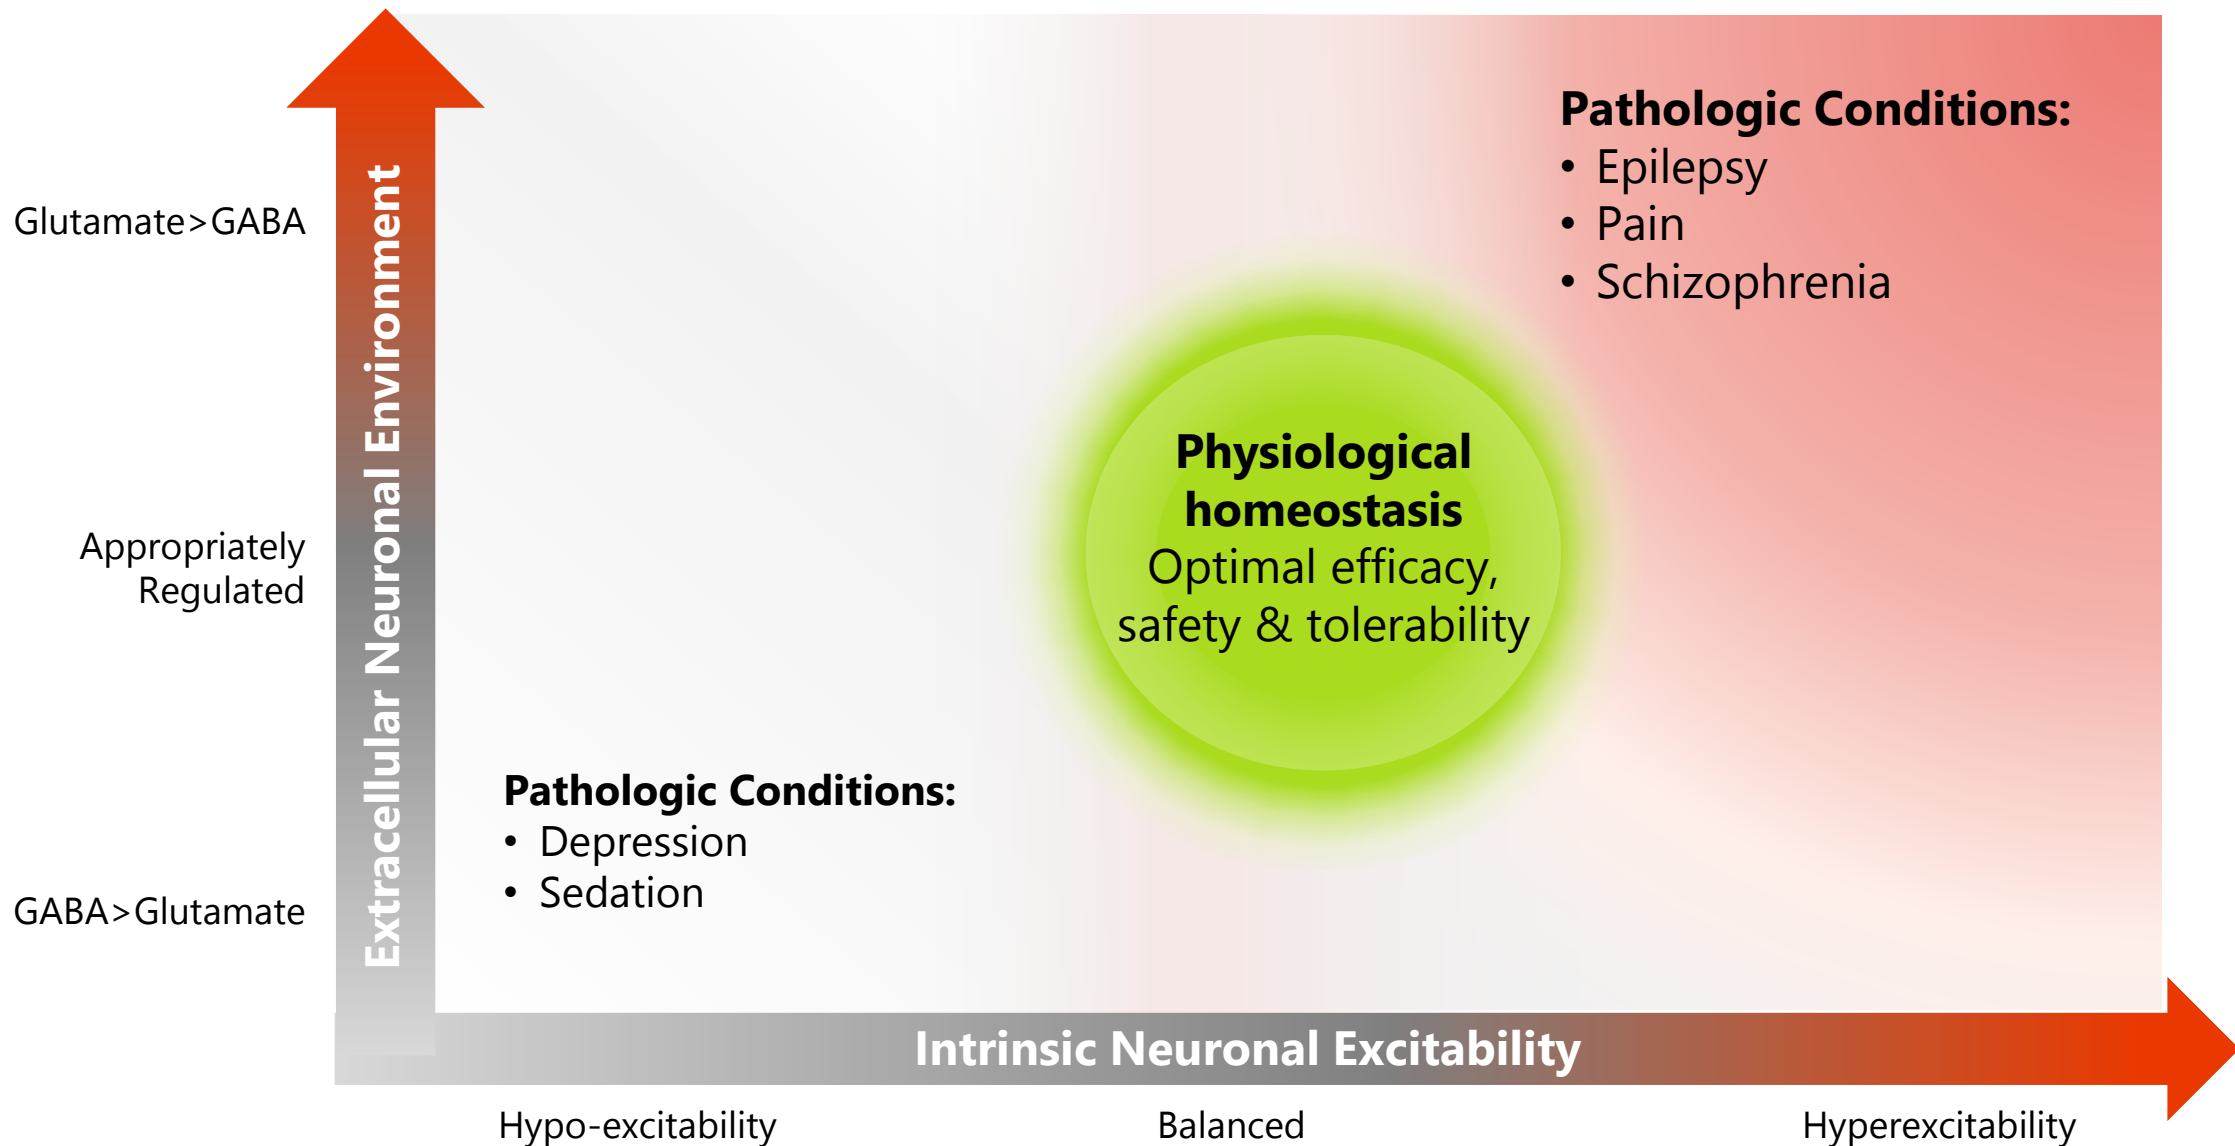 Pathologic Conditions:
• Epilepsy
• Pain
• Schizophrenia
Glutamate>GABA
Extracellular Neuronal Environment
Appropriately
Regulated
GABA>Glutamate
Physiological
homeostasis
Optimal efficacy,
safety & tolerability
Pathologic Conditions:
• Depression
• Sedation
Intrinsic Neuronal Excitability
Hypo-excitability
Balanced
Hyperexcitability